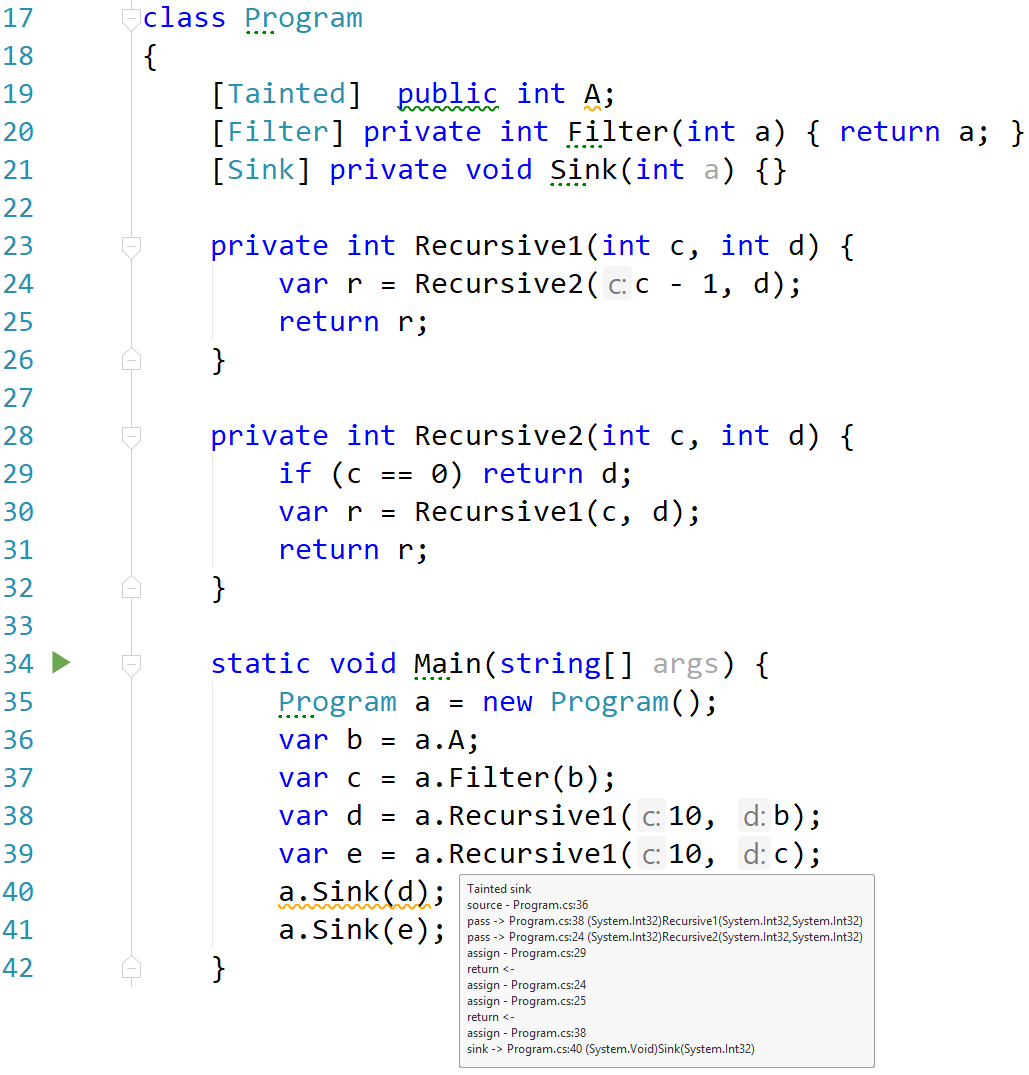 17 class Program
18 {
19 [Tainted]  public int A;
20 [Filter] private int Filter(int a) { return a; }
21 [Sink] private void Sink(int a) {}
22
23 private int Recursive1(int c, int d) {
24 var r = Recursive2( c: c - 1, d);
25 return r;
26 }
27
28 private int Recursive2(int c, int d) {
29 if (c == 0) return d;
30 var r = Recursive1(c, d);
31 return r;
32 }
33
34 static void Main(string[] args) {
35 Program a = new Program();
36 var b = a.A;
37 var c = a.Filter(b);
38 var d = a.Recursive1( c: 10, d: b);
39 var e = a.Recursive1( c: 10, d: c);
40 a.Sink(d);
41 a.Sink(e);
42 }
Tainted sink
source - Program.cs:36
pass -> Program.cs:38 (System.Int32)Recursive1(System.Int32,System.Int32)
pass -> Program.cs:24 (System.Int32)Recursive2(System.Int32,System.Int32)
assign - Program.cs:29
return <-
assign - Program.cs:24
assign - Program.cs:25
return <-
assign - Program.cs:38
sink -> Program.cs:40 (System.Void)Sink(System.Int32)